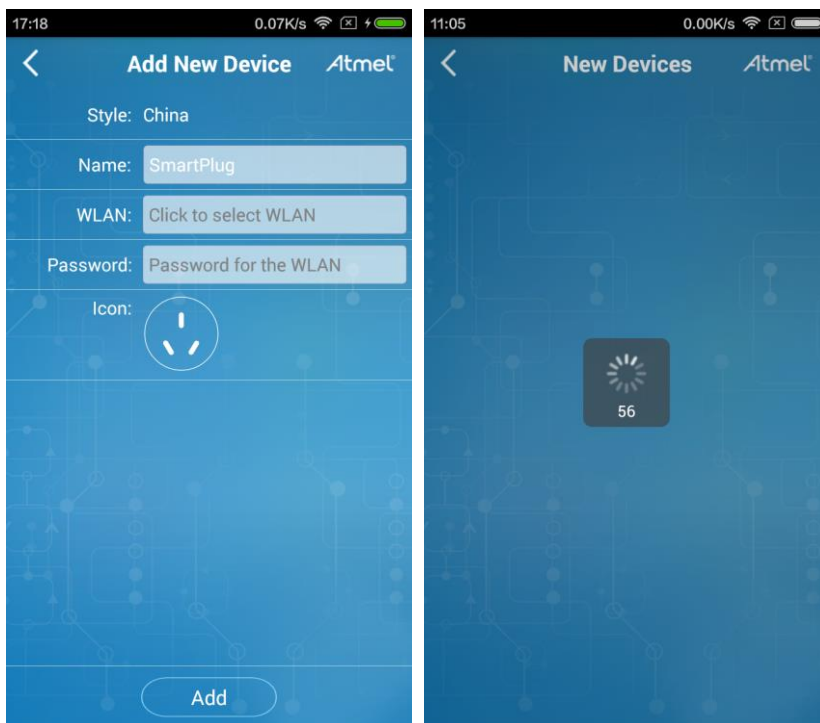 17:18 0.07K/s
Add New Device Atmel
Style: China
Name: SmartPlug
WLAN: Click to select WLAN
Password: Password for the WLAN
Icon:
Add
11:05 0.00K/s
New Devices Atmel
56